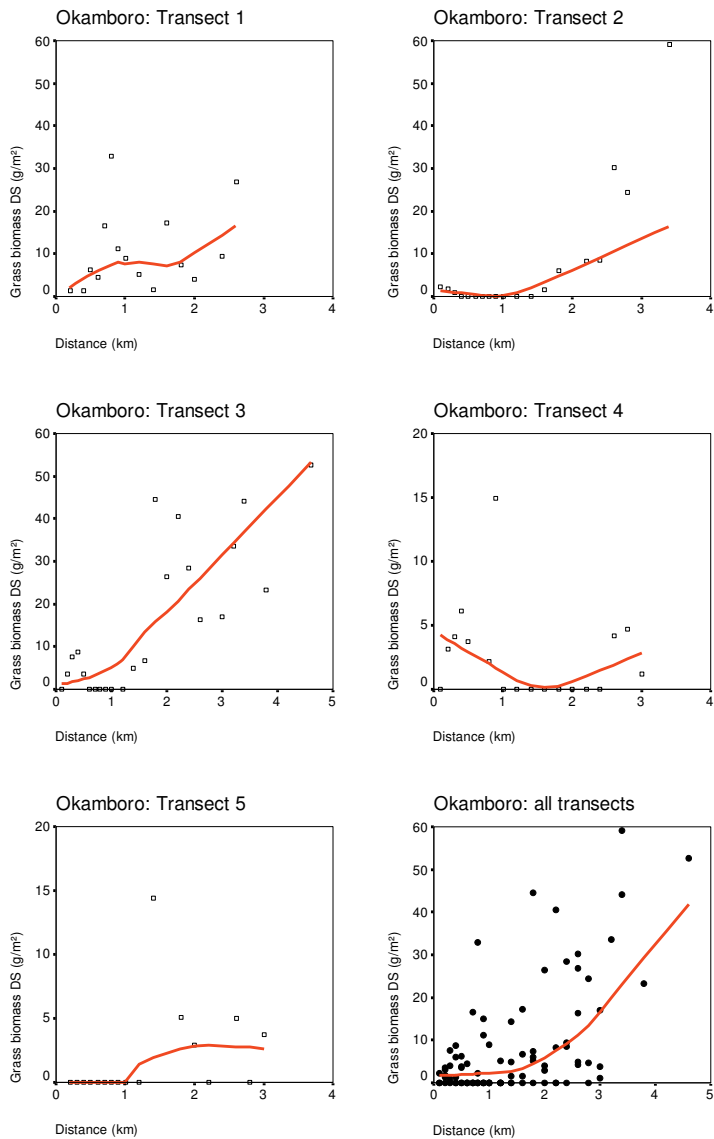 Okamboro: Transect 1
Grass biomass DS (g/m²)
60
50
40
30
20
10
0
0 1 2 3 4
Distance (km)
Okamboro: Transect 2
Grass biomass DS (g/m²)
60
50
40
30
20
10
0
0 1 2 3 4
Distance (km)
Okamboro: Transect 3
Grass biomass DS (g/m²)
60
50
40
30
20
10
0
0 1 2 3 4 5
Distance (km)
Okamboro: Transect 4
Grass biomass DS (g/m²)
20
15
10
5
0
0 1 2 3 4
Distance (km)
Okamboro: Transect 5
Grass biomass DS (g/m²)
20
15
10
5
0
0 1 2 3 4
Distance (km)
Okamboro: all transects
Grass biomass DS (g/m²)
60
50
40
30
20
10
0
0 1 2 3 4 5
Distance (km)